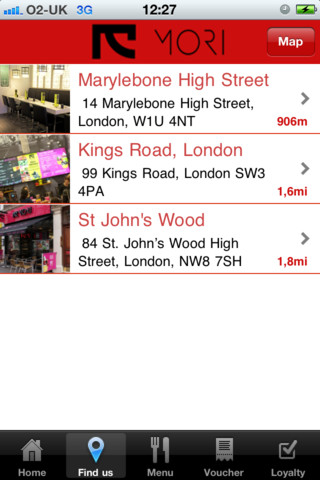 O2-UK 3G 12:27
MORI
Map
Marylebone High Street
14 Marylebone High Street,
London, W1U 4NT
906m
Kings Road, London
99 Kings Road, London SW3
4PA
1,6mi
St John's Wood
84 St. John’s Wood High
Street, London, NW8 7SH
1,8mi
Home Find us Menu Voucher Loyalty